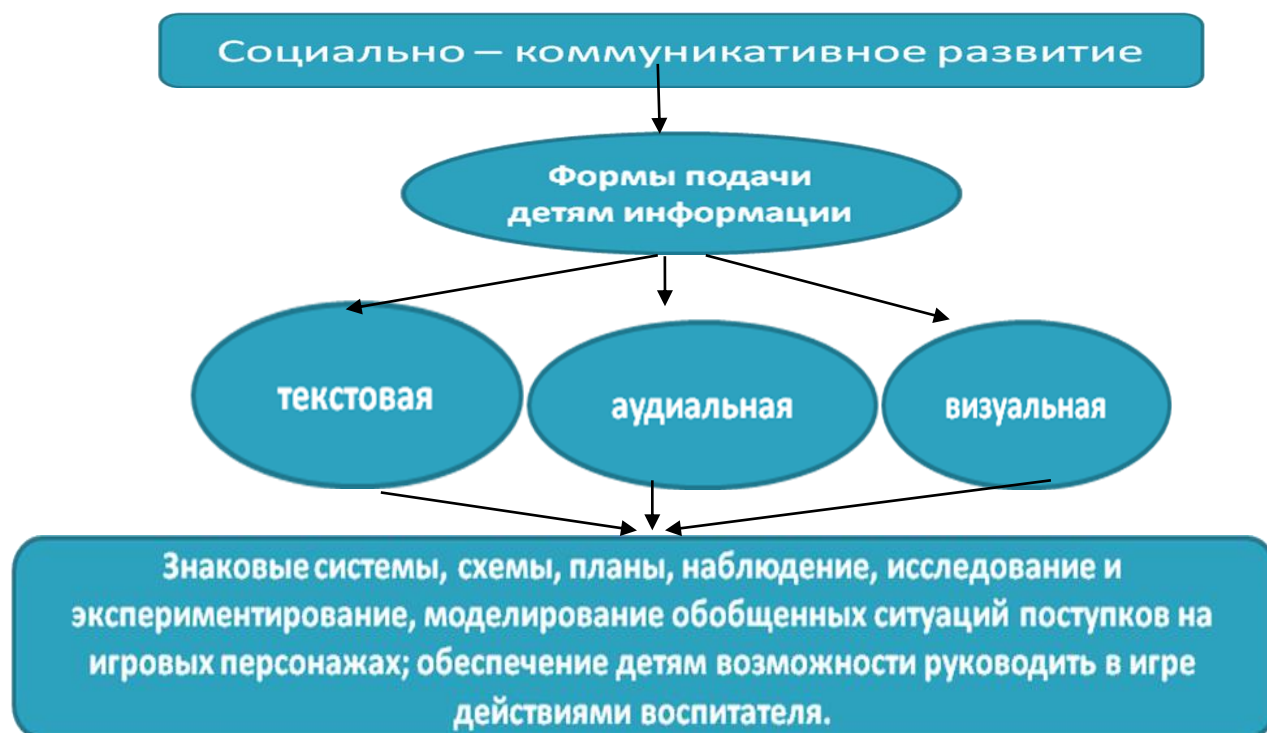 Социально – коммуникативное развитие
Формы подачи
детям информации
текстовая
аудиальная
визуальная
Знаковые системы, схемы, планы, наблюдение, исследование и
экспериментирование, моделирование обобщенных ситуаций поступков на
игровых персонажах; обеспечение детям возможности руководить в игре
действиями воспитателя.